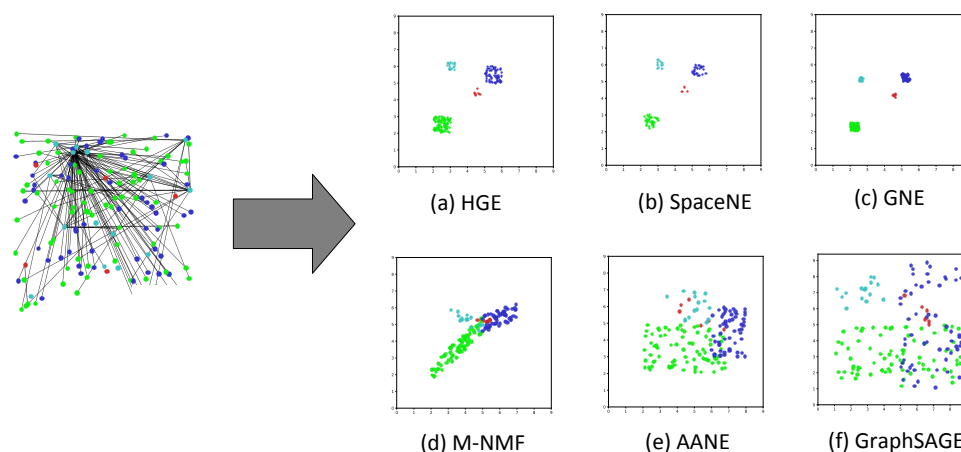 (a) HGE
(b) SpaceNE
(c) GNE
(d) M-NMF
(e) AANE
(f) GraphSAGE